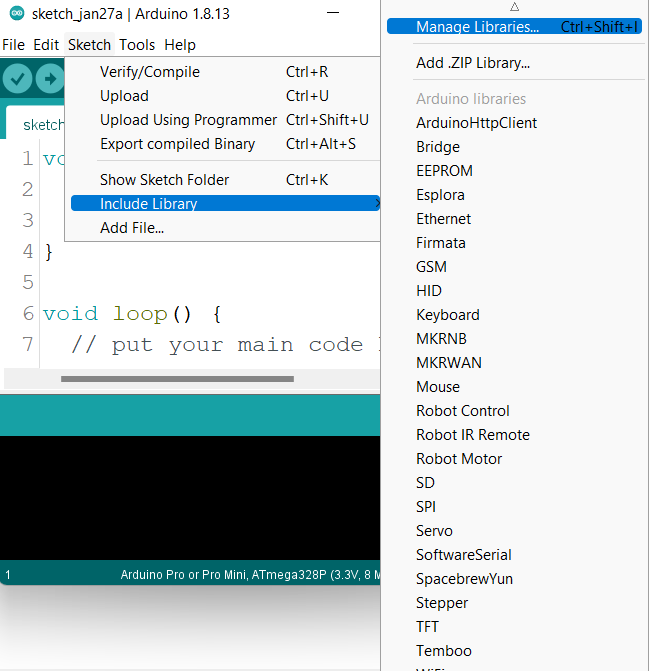 sketch_jan27a | Arduino 1.8.13
File Edit Sketch Tools Help
Verify/Compile Ctrl+R
Upload Ctrl+U
Upload Using Programmer Ctrl+Shift+U
Export compiled Binary Ctrl+Alt+S
Show Sketch Folder Ctrl+K
Include Library
Add File...
sketch
1 vo
2
3
4 }
5
6 void loop() {
7 // put your main code
1
Arduino Pro or Pro Mini, ATmega328P (3.3V, 8 M
Manage Libraries... Ctrl+Shift+I
Add .ZIP Library...
Arduino libraries
ArduinoHttpClient
Bridge
EEPROM
Esplora
Ethernet
Firmata
GSM
HID
Keyboard
MKRNB
MKRWAN
Mouse
Robot Control
Robot IR Remote
Robot Motor
SD
SPI
Servo
SoftwareSerial
SpacebrewYun
Stepper
TFT
Temboo